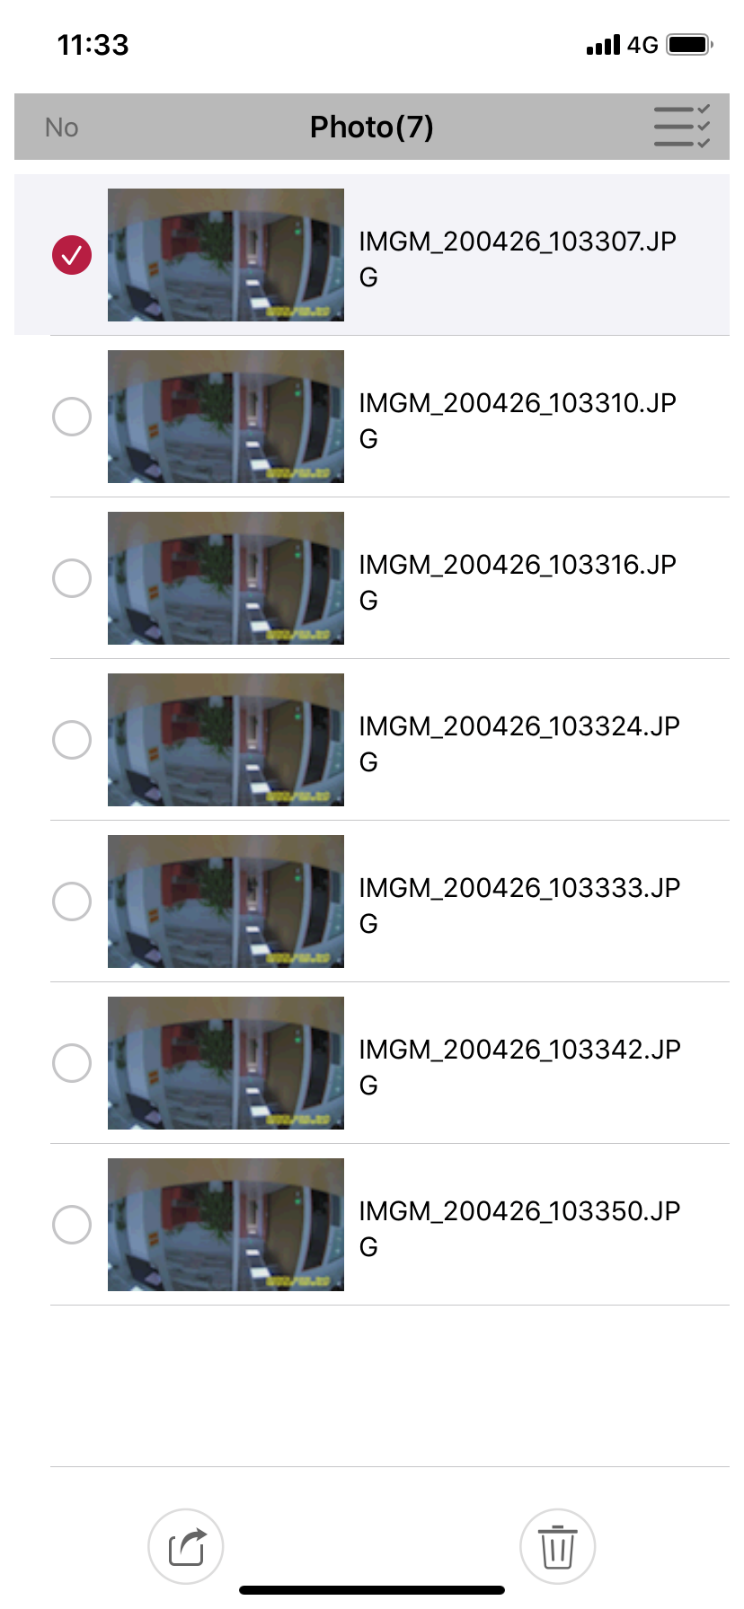 11:33
4G
No
Photo(7)
IMGM_200426_103307.JP
G
IMGM_200426_103310.JP
G
IMGM_200426_103316.JP
G
IMGM_200426_103324.JP
G
IMGM_200426_103333.JP
G
IMGM_200426_103342.JP
G
IMGM_200426_103350.JP
G